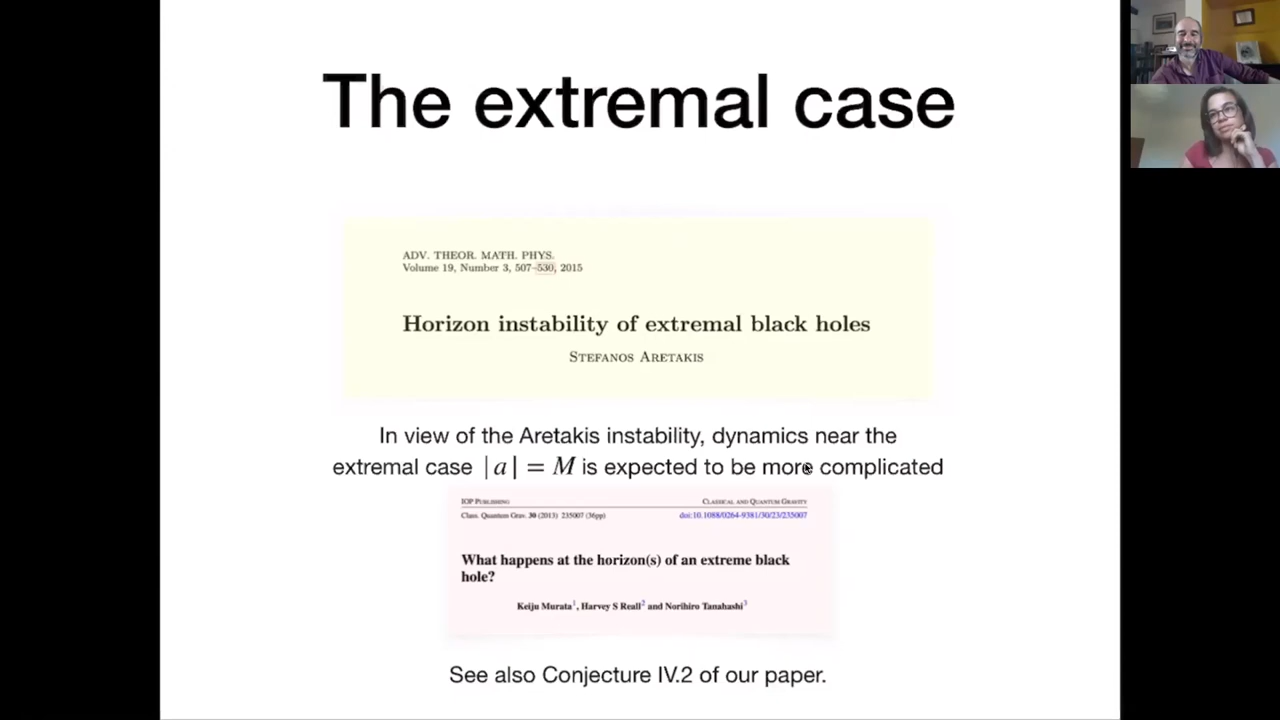 The extremal case
ADV. THEOR. MATH. PHYS.
Volume 19, Number 3, 507–530, 2015
Horizon instability of extremal black holes
STEFANOS ARETAKIS
In view of the Aretakis instability, dynamics near the
extremal case |a| = M is expected to be more complicated
IOP PUBLISHING
CLASSICAL AND QUANTUM GRAVITY
Class. Quantum Grav. 30 (2013) 235007 (36pp)
doi:10.1088/0264-9381/30/23/235007
What happens at the horizon(s) of an extreme black
hole?
Keiju Murata1, Harvey S Reall2 and Norihiro Tanahashi3
See also Conjecture IV.2 of our paper.